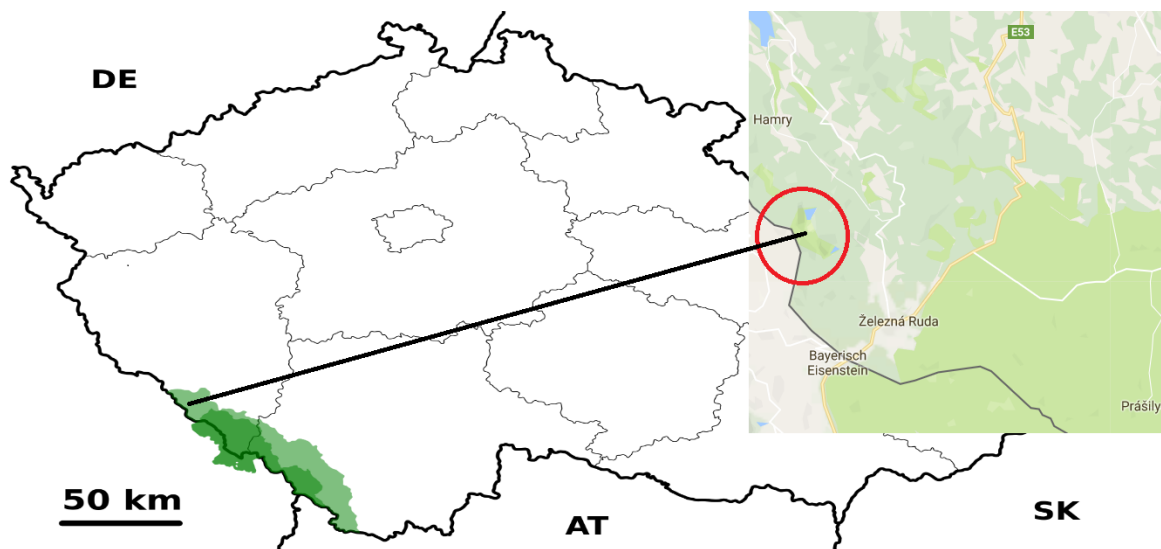 DE
E53
Hamry
Železná Ruda
Bayerisch
Eisenstein
Prášily
50 km
AT
SK